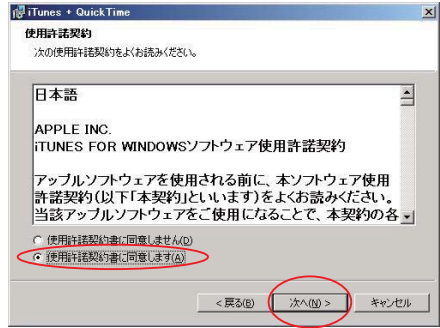 iTunes + QuickTime
使用許諾契約
次の使用許諾契約をよくお読みください。
日本語
APPLE INC.
iTUNES FOR WINDOWSソフトウェア使用許諾契約
アップルソフトウェアを使用される前に、本ソフトウェア使用
許諾契約(以下「本契約」といいます)をよくお読みください。
当該アップルソフトウェアをご使用になることで、本契約の各
使用許諾契約書に同意しません(D)
使用許諾契約書に同意します(A)
< 戻る(B) 次へ(N) > キャンセル